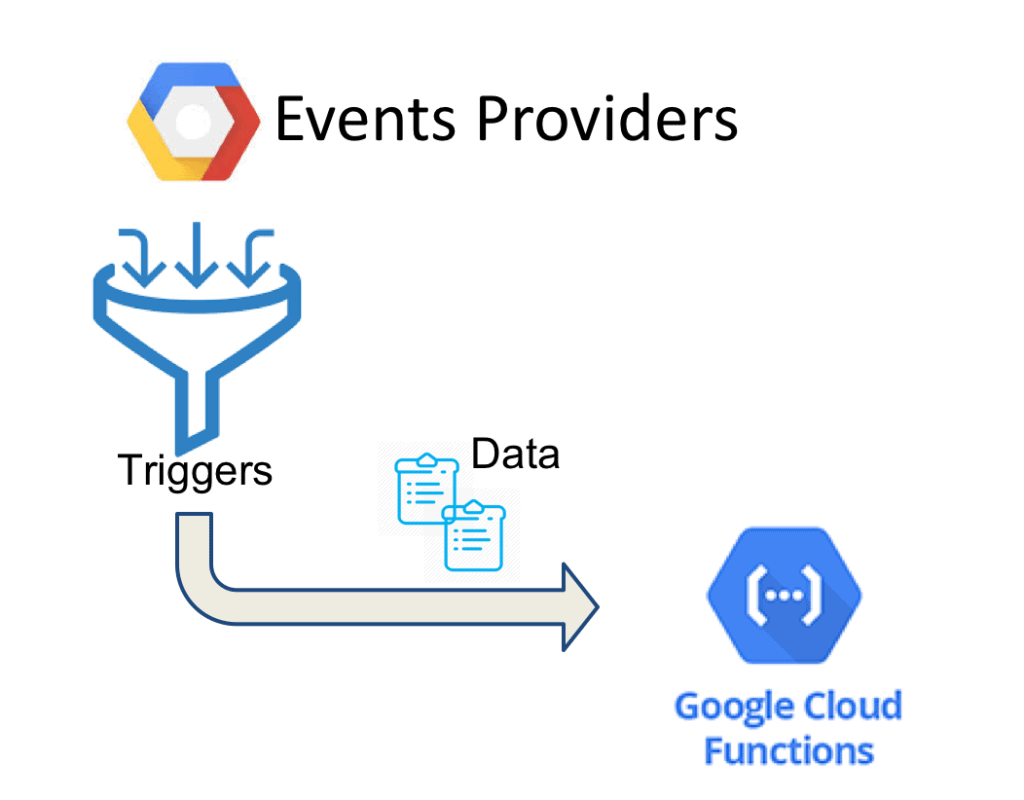 Events Providers
Triggers
Data
Google Cloud
Functions